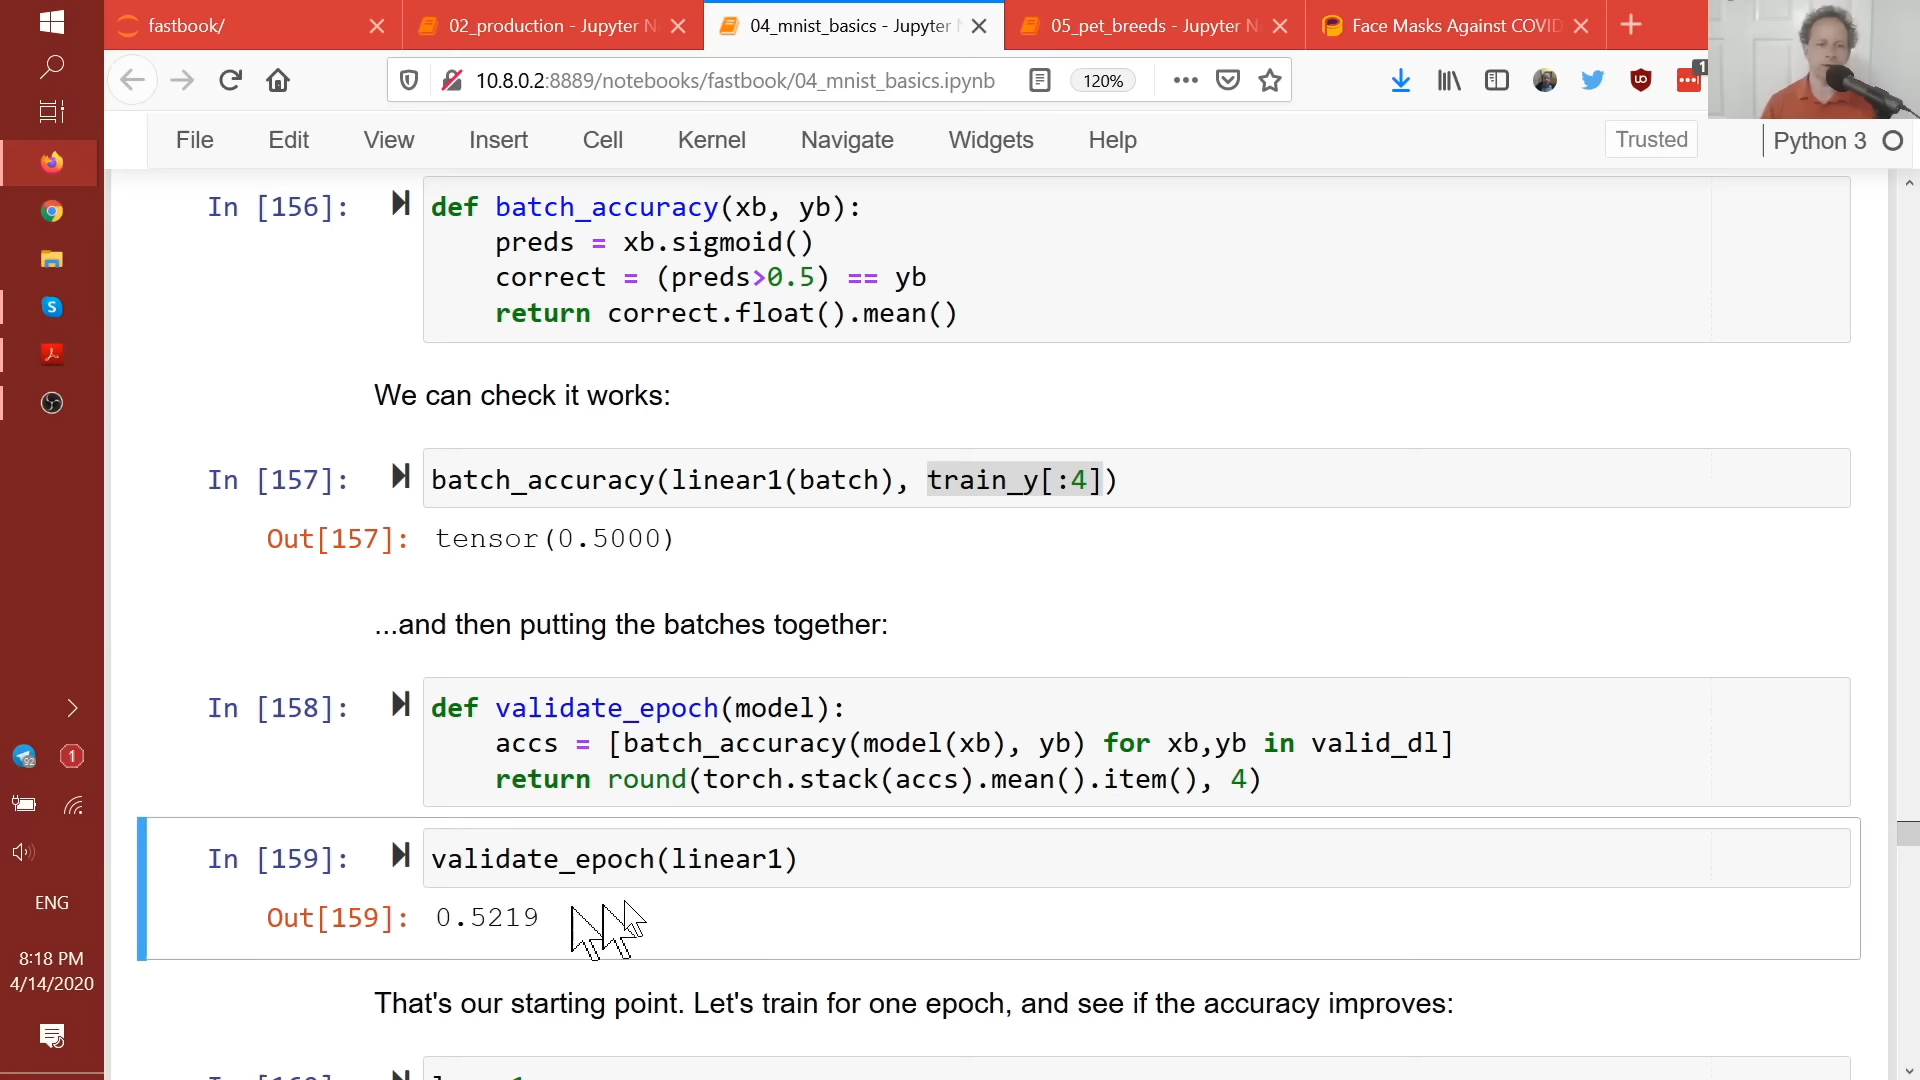 fastbook/
02_production - Jupyter N
04_mnist_basics - Jupyter N
05_pet_breeds - Jupyter N
Face Masks Against COVID
10.8.0.2:8889/notebooks/fastbook/04_mnist_basics.ipynb
120%
1
File Edit View Insert Cell Kernel Navigate Widgets Help
Trusted
Python 3
In [156]:
def batch_accuracy(xb, yb):
    preds = xb.sigmoid()
    correct = (preds>0.5) == yb
    return correct.float().mean()
We can check it works:
In [157]:
batch_accuracy(linear1(batch), train_y[:4])
Out[157]: tensor(0.5000)
...and then putting the batches together:
In [158]:
def validate_epoch(model):
    accs = [batch_accuracy(model(xb), yb) for xb,yb in valid_dl]
    return round(torch.stack(accs).mean().item(), 4)
In [159]:
validate_epoch(linear1)
Out[159]: 0.5219
That's our starting point. Let's train for one epoch, and see if the accuracy improves:
92
1
ENG
8:18 PM
4/14/2020